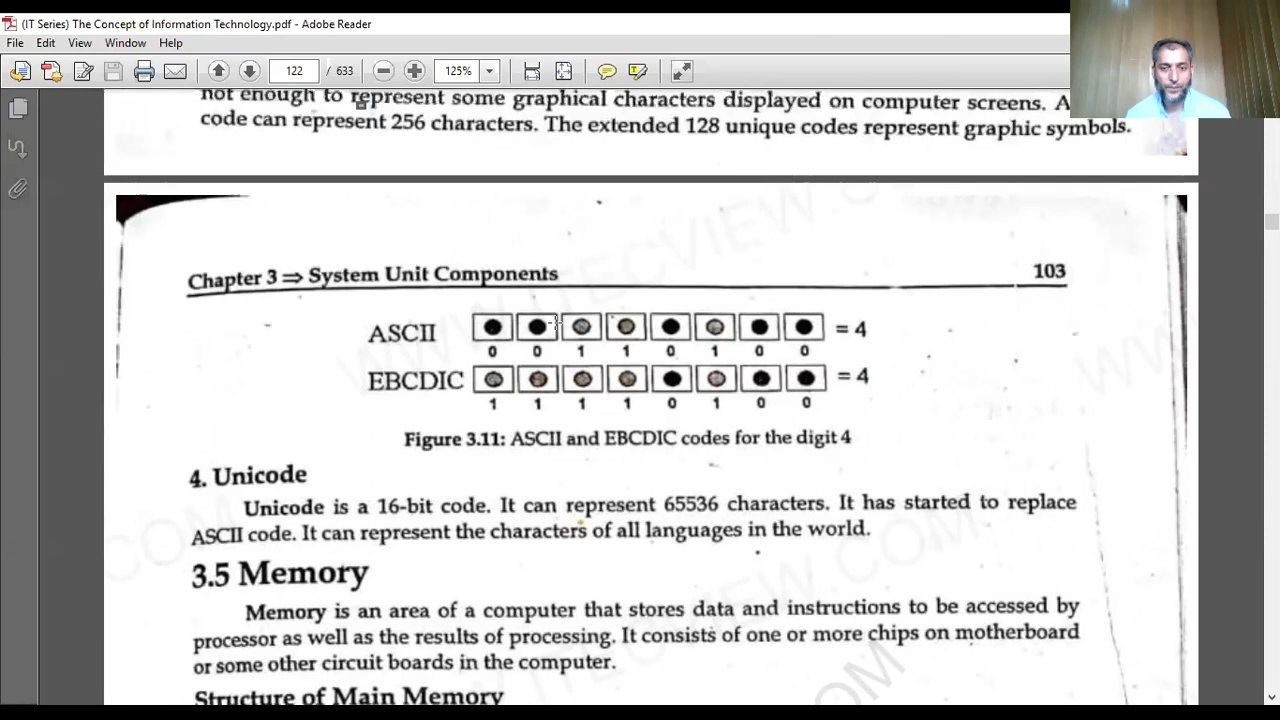 (IT Series) The Concept of Information Technology.pdf - Adobe Reader
File Edit View Window Help
122 / 633 125%
not enough to represent some graphical characters displayed on computer screens. A
code can represent 256 characters. The extended 128 unique codes represent graphic symbols.
Chapter 3 ⇒ System Unit Components 103
ASCII = 4
0 0 1 1 0 1 0 0
EBCDIC = 4
1 1 1 1 0 1 0 0
Figure 3.11: ASCII and EBCDIC codes for the digit 4
4. Unicode
Unicode is a 16-bit code. It can represent 65536 characters. It has started to replace
ASCII code. It can represent the characters of all languages in the world.
3.5 Memory
Memory is an area of a computer that stores data and instructions to be accessed by
processor as well as the results of processing. It consists of one or more chips on motherboard
or some other circuit boards in the computer.
Structure of Main Memory